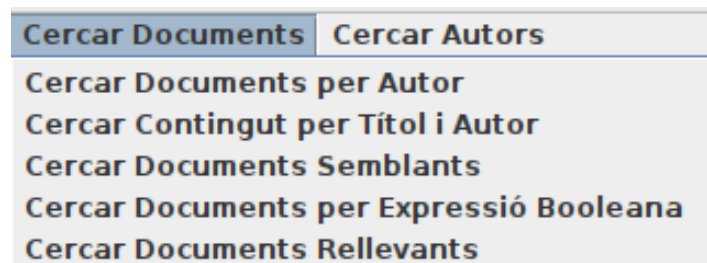 Cercar Documents Cercar Autors
Cercar Documents per Autor
Cercar Contingut per Títol i Autor
Cercar Documents Semblants
Cercar Documents per Expressió Booleana
Cercar Documents Rellevants